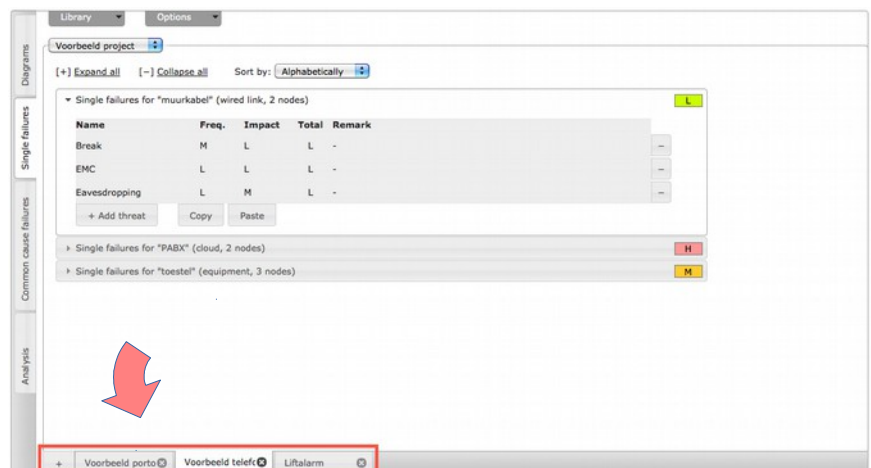 Library Options
Voorbeeld project
[+] Expand all [−] Collapse all Sort by: Alphabetically
Single failures for "muurkabel" (wired link, 2 nodes) L
Name Freq. Impact Total Remark
Break M L L - −
EMC L L L - −
Eavesdropping L M L - −
+ Add threat Copy Paste
Single failures for "PABX" (cloud, 2 nodes) H
Single failures for "toestel" (equipment, 3 nodes) M
Diagrams
Single failures
Common cause failures
Analysis
+ Voorbeeld porto Voorbeeld telefc Liftalarm